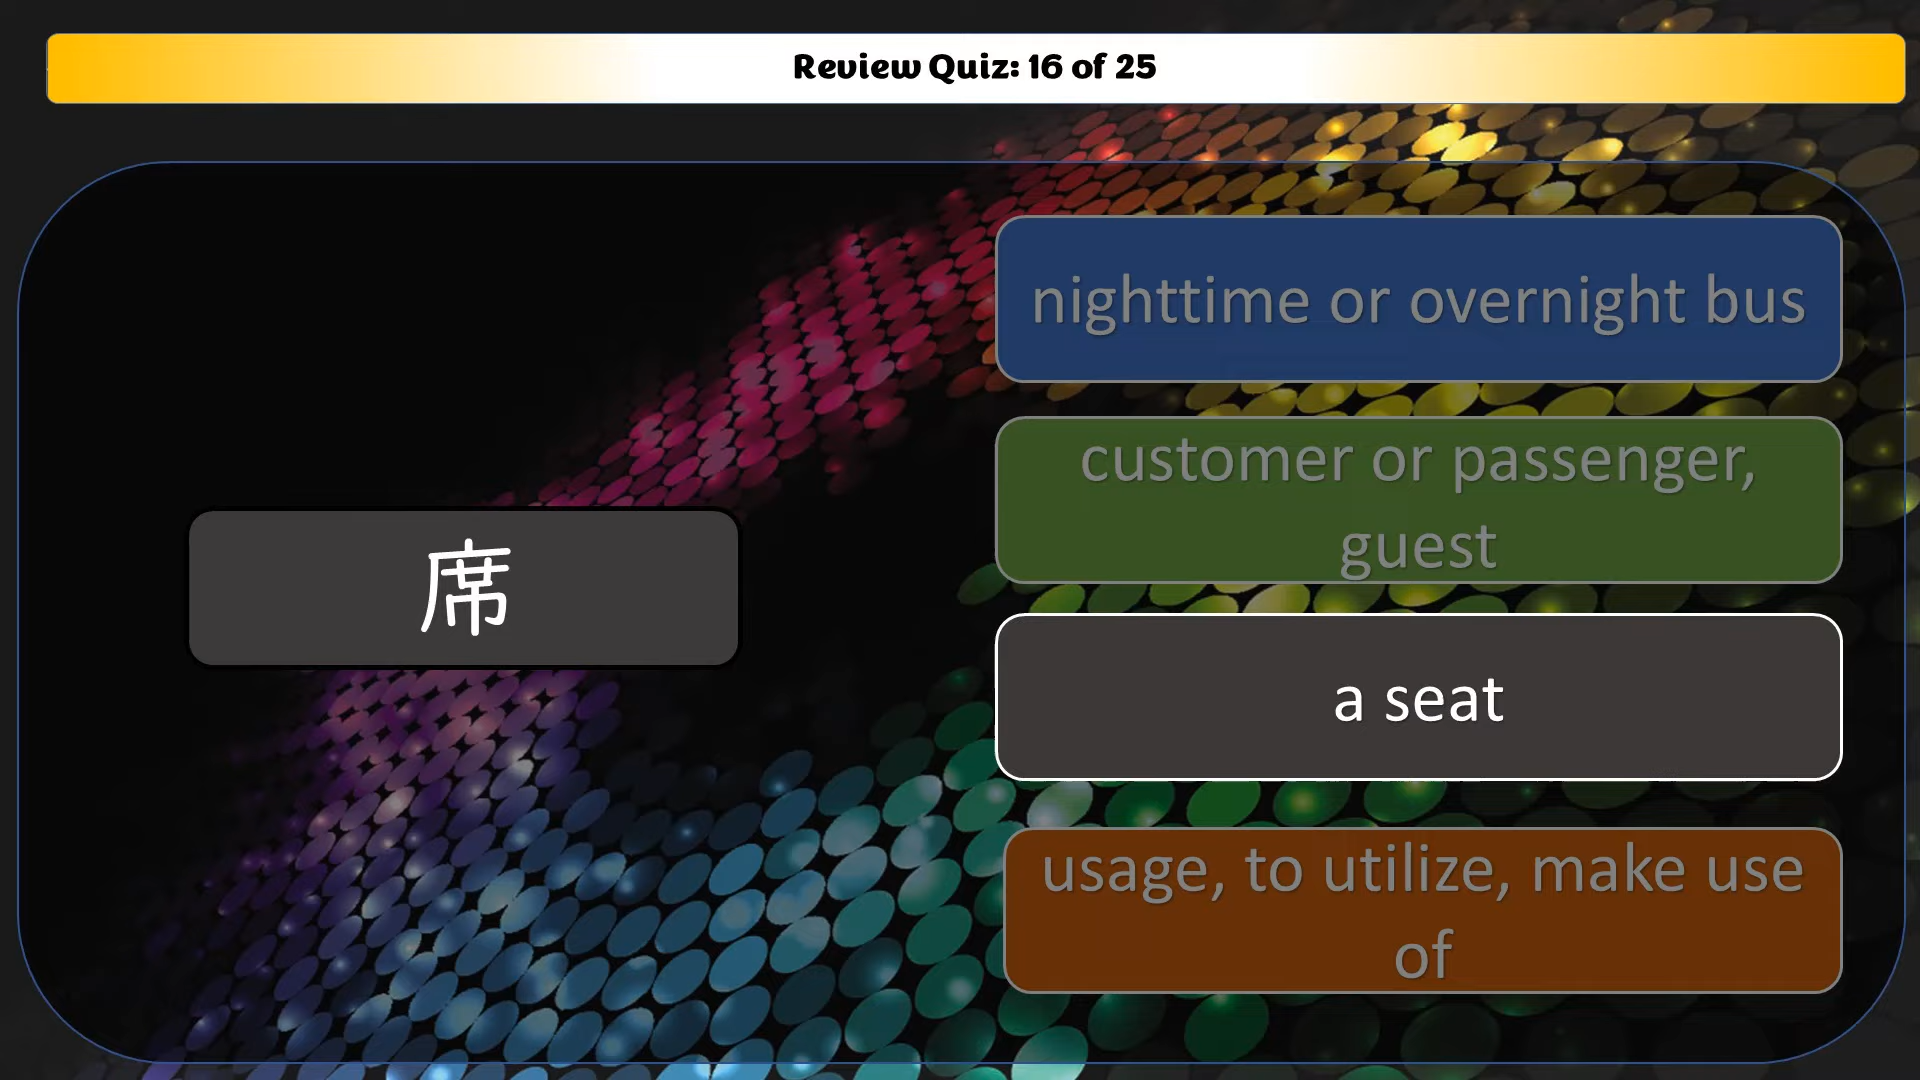 Review Quiz: 16 of 25
席
nighttime or overnight bus
customer or passenger,
guest
a seat
usage, to utilize, make use
of